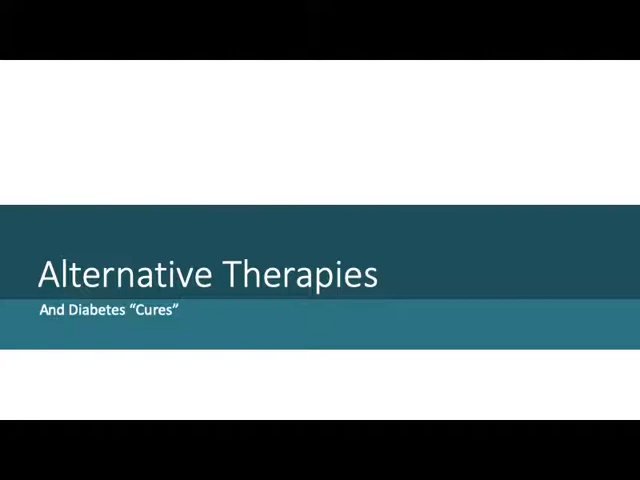 Alternative Therapies
And Diabetes “Cures”